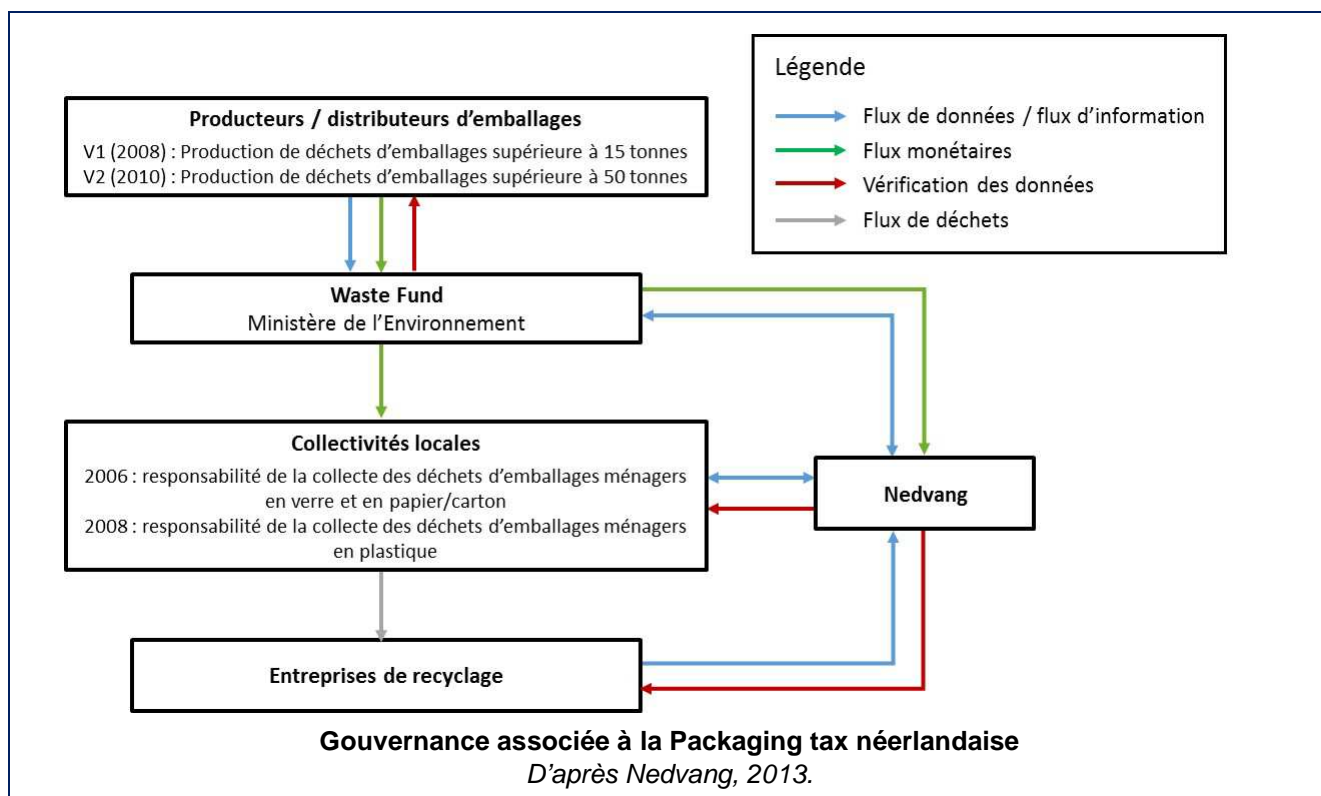 Légende
Flux de données / flux d’information
Flux monétaires
Vérification des données
Flux de déchets
Producteurs / distributeurs d’emballages
V1 (2008) : Production de déchets d’emballages supérieure à 15 tonnes
V2 (2010) : Production de déchets d’emballages supérieure à 50 tonnes
Waste Fund
Ministère de l’Environnement
Collectivités locales
2006 : responsabilité de la collecte des déchets d’emballages ménagers
en verre et en papier/carton
2008 : responsabilité de la collecte des déchets d’emballages ménagers
en plastique
Nedvang
Entreprises de recyclage
Gouvernance associée à la Packaging tax néerlandaise
D’après Nedvang, 2013.